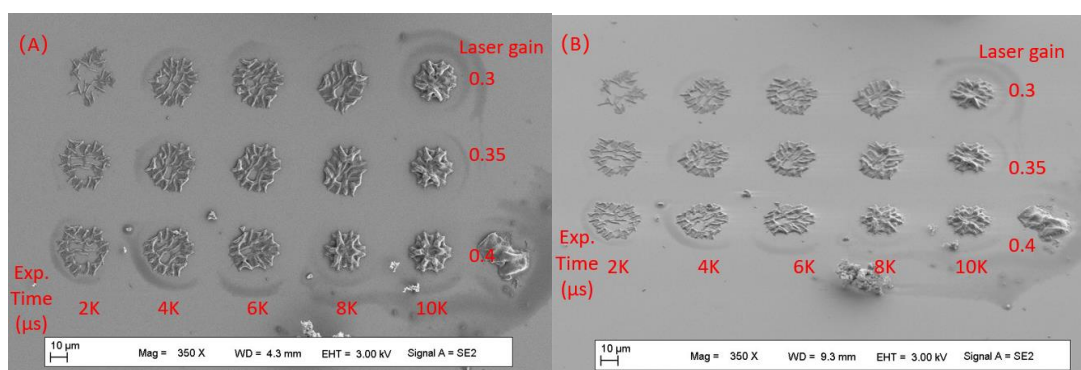 (A)
Laser gain
0.3
0.35
0.4
Exp.
Time
(μs)
2K
4K
6K
8K
10K
10 μm
Mag = 350 X
WD = 4.3 mm
EHT = 3.00 kV
Signal A = SE2
(B)
Laser gain
0.3
0.35
0.4
Exp.
Time
(μs)
2K
4K
6K
8K
10K
10 μm
Mag = 350 X
WD = 9.3 mm
EHT = 3.00 kV
Signal A = SE2